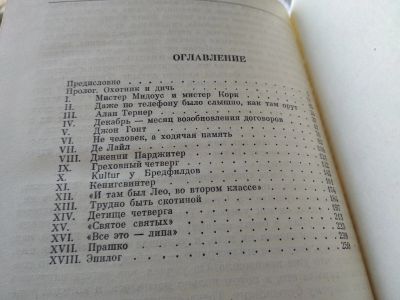 ОГЛАВЛЕНИЕ
Предисловие
Пролог. Охотник и дичь
I. Мистер Мидоус и мистер Корк
II. Даже по телефону было слышно, как там орут
III. Алан Тернер
IV. Декабрь — месяц возобновления договоров
V. Джон Гонт
VI. Не человек, а ходячая память
VII. Де Лайл
VIII. Дженни Парджитер
IX. Греховный четверг
X. Kultur у Бредфилдов
XI. Кенигсвинтер
XII. «И там был Лео, во втором классе»
XIII. Трудно быть скотиной
XIV. Детище четверга
XV. «Святое святых»
XVI. «Все это — липа»
XVII. Прашко
XVIII. Эпилог